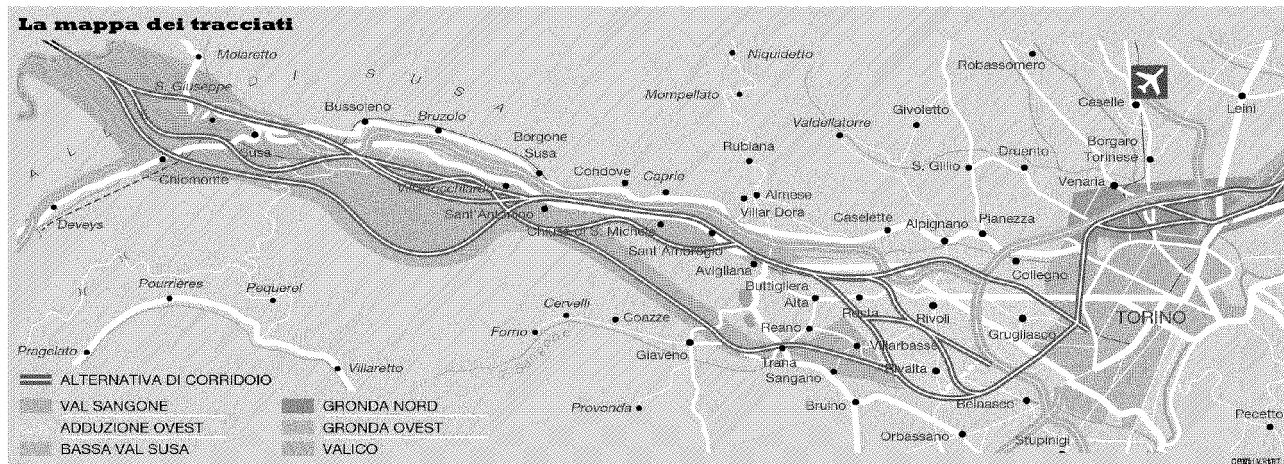 La mappa dei tracciati
Molaretto
Niquidetto
Robassomero
S. Giuseppe
DI SUSA
Mompellato
Caselle
Leini
Bussoleno
Bruzolo
Valdellatorre
Givoletto
Susa
Borgone
Susa
Rubiana
Druento
Borgaro
Torinese
Chiomonte
Condove
Caprio
S. Gillio
Venaria
Almese
Villar Dora
Sant'Antonino
Caselette
Alpignano
Pianezza
Deveys
Chiusa di S. Michele
Sant'Ambrogio
Avigliana
Collegno
Pourrières
Pequerel
Buttigliera
Alta
Rosta
Rivoli
TORINO
Cervelli
Coazze
Forno
Reano
Grugliasco
Pragelato
Giaveno
Villarbasse
Trana
Villaretto
Sangano
Rivalta
ALTERNATIVA DI CORRIDOIO
Provonda
Bruino
Beinasco
VAL SANGONE
GRONDA NORD
Pecetto
ADDUZIONE OVEST
GRONDA OVEST
Orbassano
Stupinigi
BASSA VAL SUSA
VALICO